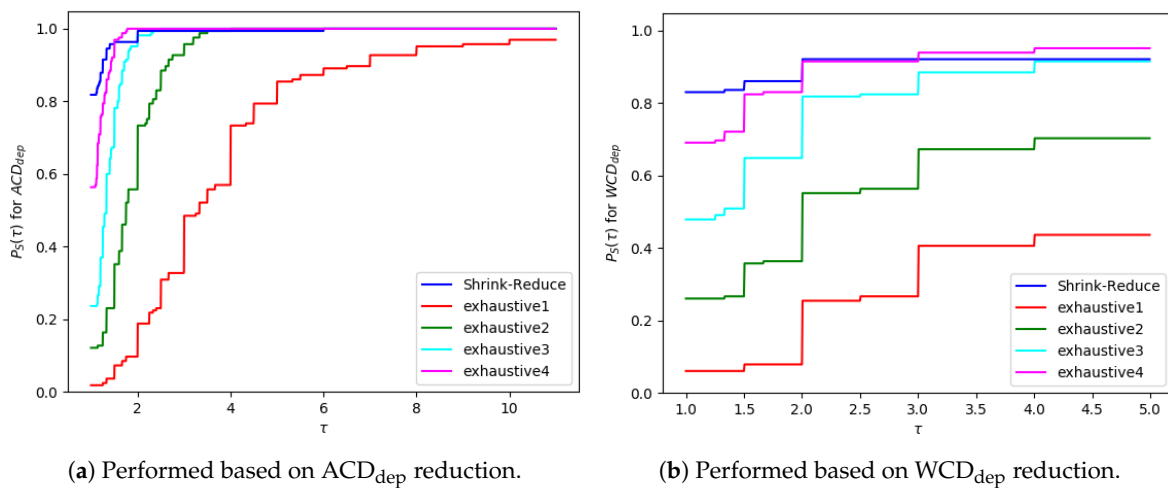 1.0
0.8
0.6
0.4
0.2
0.0
P_S(τ) for ACD_dep
2 4 6 8 10
τ
Shrink-Reduce
exhaustive1
exhaustive2
exhaustive3
exhaustive4
(a) Performed based on ACD_dep reduction.
1.0
0.8
0.6
0.4
0.2
0.0
P_S(τ) for WCD_dep
1.0 1.5 2.0 2.5 3.0 3.5 4.0 4.5 5.0
τ
Shrink-Reduce
exhaustive1
exhaustive2
exhaustive3
exhaustive4
(b) Performed based on WCD_dep reduction.